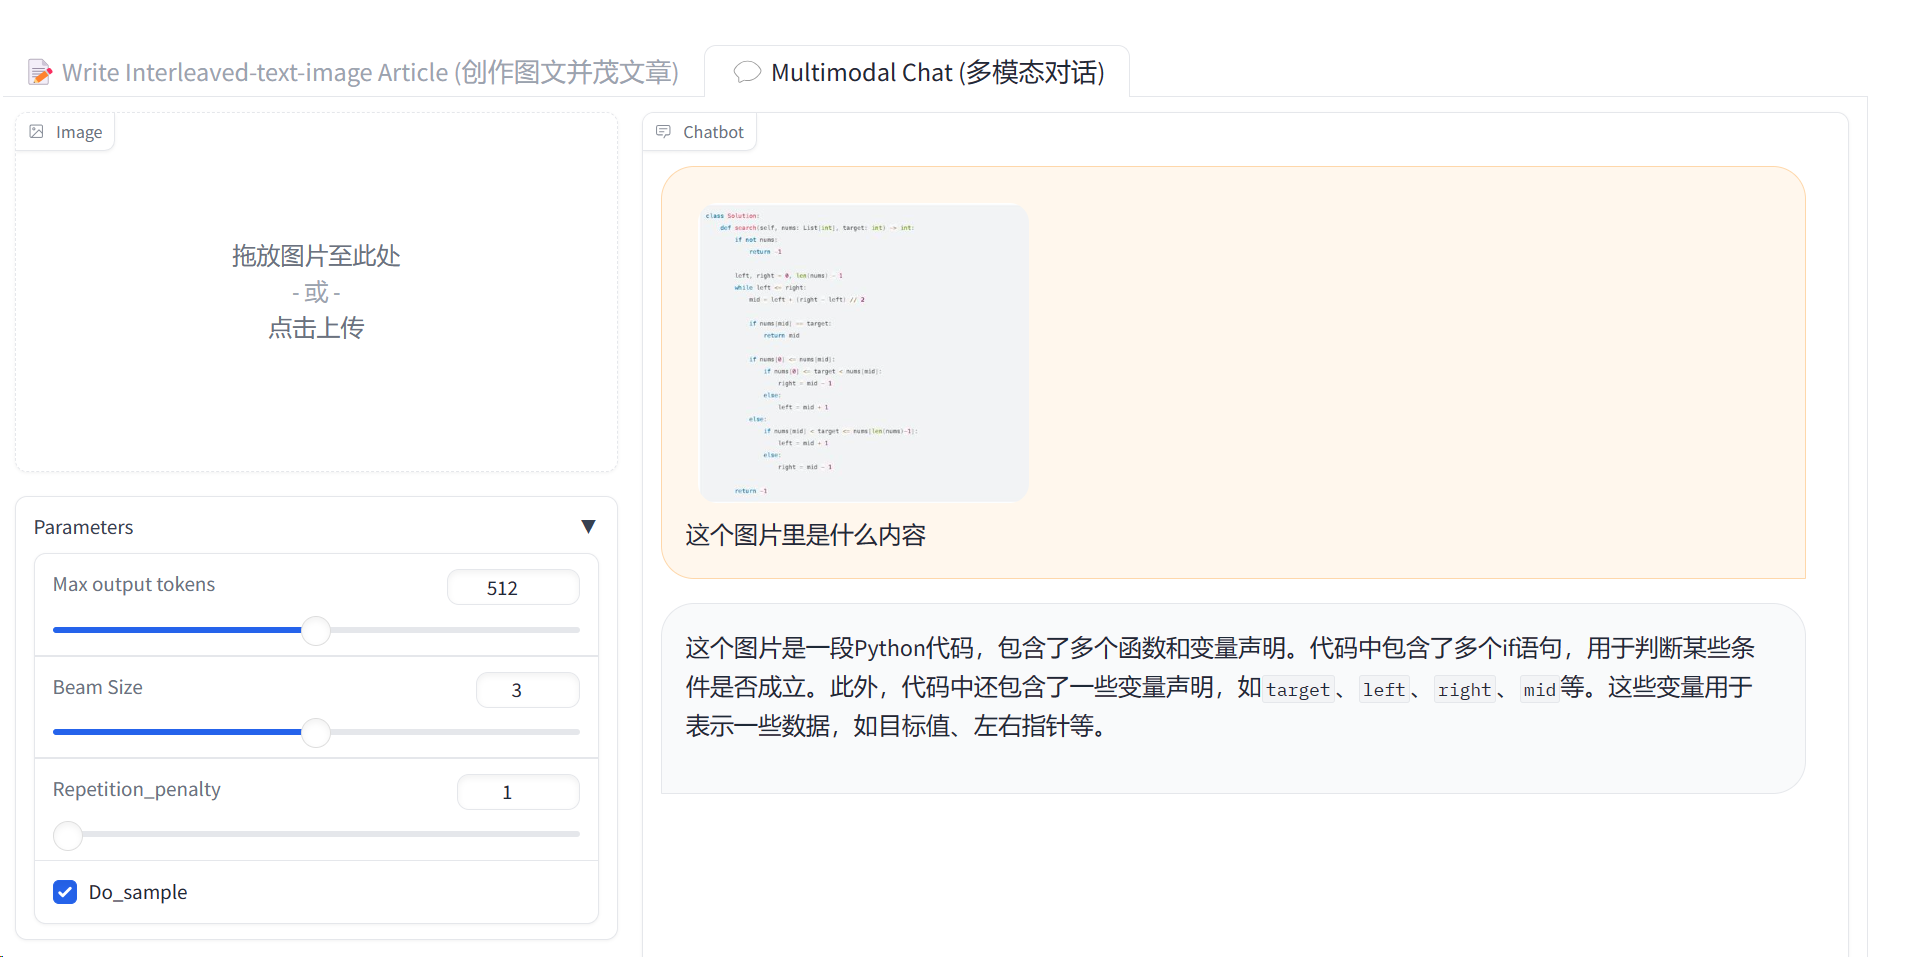 Write Interleaved-text-image Article (创作图文并茂文章)
Multimodal Chat (多模态对话)
Image
拖放图片至此处
- 或 -
点击上传
Parameters
Max output tokens
512
Beam Size
3
Repetition_penalty
1
Do_sample
Chatbot
class Solution:
    def search(self, nums: List[int], target: int) -> int:
        if not nums:
            return -1
        left, right = 0, len(nums) - 1
        while left <= right:
            mid = left + (right - left) // 2
            if nums[mid] == target:
                return mid
            if nums[0] <= nums[mid]:
                if nums[0] <= target < nums[mid]:
                    right = mid - 1
                else:
                    left = mid + 1
            else:
                if nums[mid] < target <= nums[len(nums)-1]:
                    left = mid + 1
                else:
                    right = mid - 1
        return -1
这个图片里是什么内容
这个图片是一段Python代码，包含了多个函数和变量声明。代码中包含了多个if语句，用于判断某些条
件是否成立。此外，代码中还包含了一些变量声明，如target、left、right、mid等。这些变量用于
表示一些数据，如目标值、左右指针等。